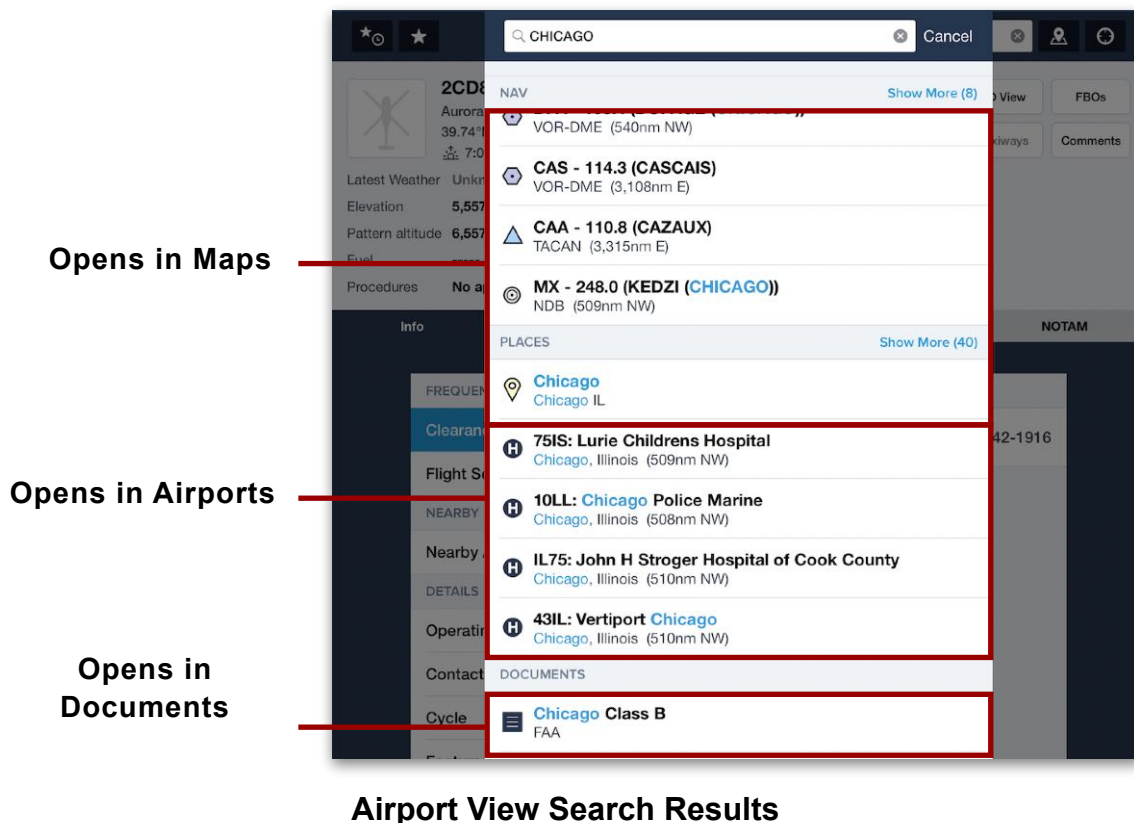 CHICAGO
Cancel
2CD8
Aurora
39.74°
7:0
Latest Weather Unkn
Elevation 5,557
Pattern altitude 6,557
Fuel -----
Procedures No ap
View
FBOs
xiways
Comments
NAV Show More (8)
VOR-DME (540nm NW)
CAS - 114.3 (CASCAIS)
VOR-DME (3,108nm E)
CAA - 110.8 (CAZAUX)
TACAN (3,315nm E)
MX - 248.0 (KEDZI (CHICAGO))
NDB (509nm NW)
Opens in Maps
Info
NOTAM
PLACES Show More (40)
Chicago
Chicago IL
FREQUEN
Clearanc
42-1916
Flight Se
NEARBY
Nearby
DETAILS
Operatin
Contact
Cycle
75IS: Lurie Childrens Hospital
Chicago, Illinois (509nm NW)
10LL: Chicago Police Marine
Chicago, Illinois (508nm NW)
IL75: John H Stroger Hospital of Cook County
Chicago, Illinois (510nm NW)
43IL: Vertiport Chicago
Chicago, Illinois (510nm NW)
Opens in Airports
DOCUMENTS
Chicago Class B
FAA
Opens in
Documents
Airport View Search Results